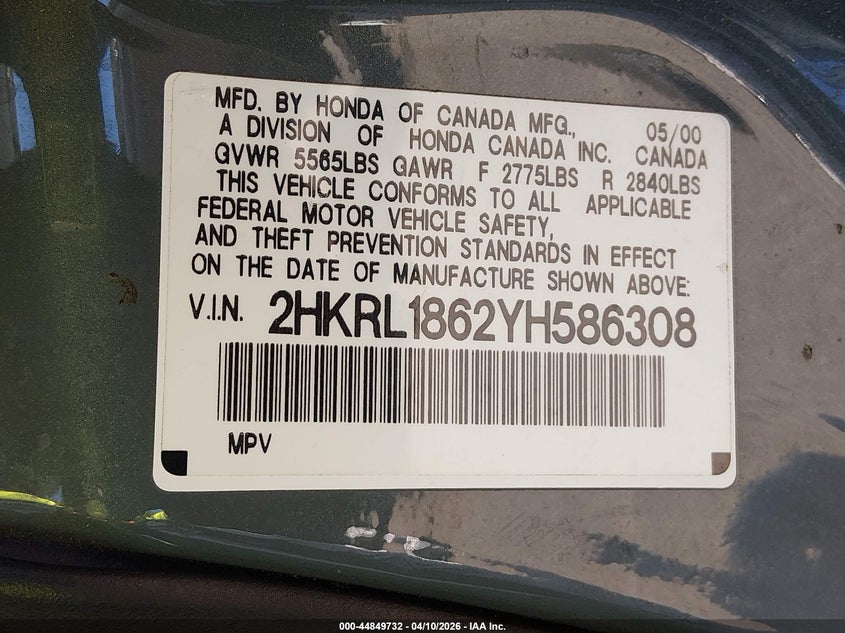 MFD. BY HONDA OF CANADA MFG., 05/00
A DIVISION OF HONDA CANADA INC. CANADA
GVWR 5565LBS GAWR F 2775LBS R 2840LBS
THIS VEHICLE CONFORMS TO ALL APPLICABLE
FEDERAL MOTOR VEHICLE SAFETY,
AND THEFT PREVENTION STANDARDS IN EFFECT
ON THE DATE OF MANUFACTURE SHOWN ABOVE:
V.I.N. 2HKRL1862YH586308
MPV
000-44849732 - 04/10/2026 - IAA Inc.